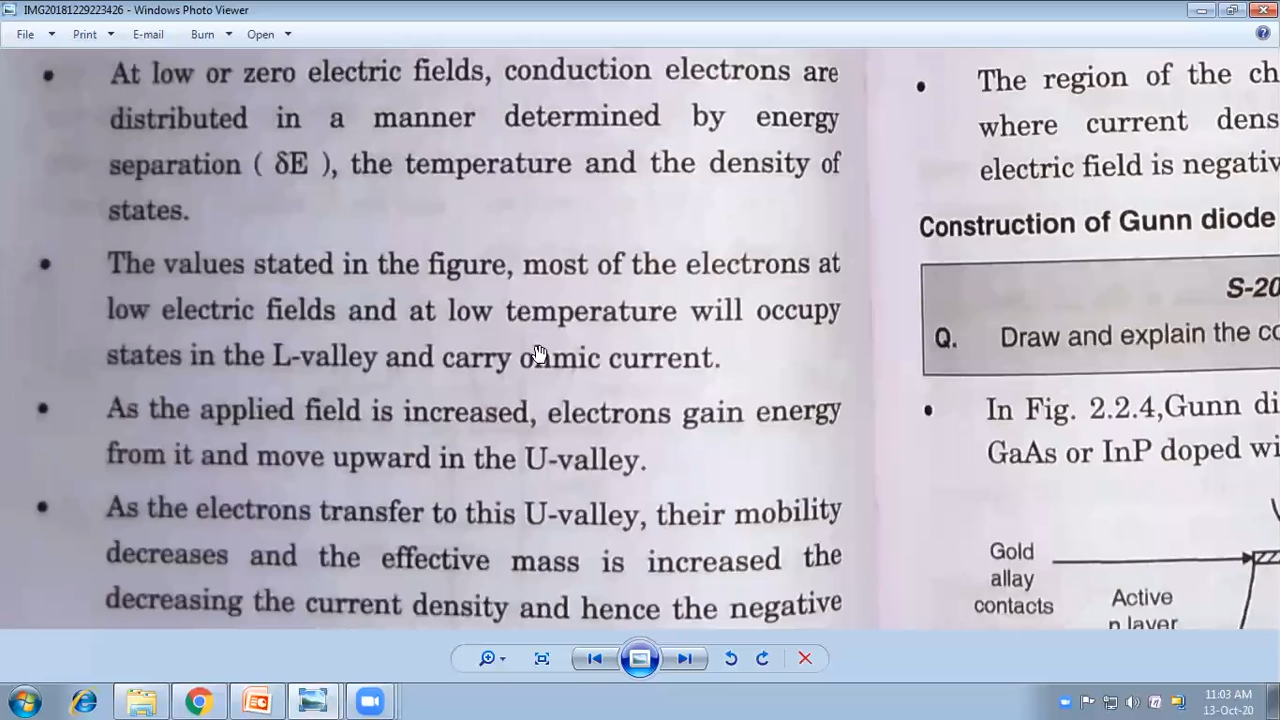 IMG20181229223426 - Windows Photo Viewer
File Print E-mail Burn Open
• At low or zero electric fields, conduction electrons are
distributed in a manner determined by energy
separation ( δE ), the temperature and the density of
states.
• The values stated in the figure, most of the electrons at
low electric fields and at low temperature will occupy
states in the L-valley and carry ohmic current.
• As the applied field is increased, electrons gain energy
from it and move upward in the U-valley.
• As the electrons transfer to this U-valley, their mobility
decreases and the effective mass is increased the
decreasing the current density and hence the negative
• The region of the ch
where current dens
electric field is negativ
Construction of Gunn diode
S-20
Q. Draw and explain the co
• In Fig. 2.2.4,Gunn di
GaAs or InP doped wi
Gold
allay
contacts
Active
n layer
11:03 AM
13-Oct-20